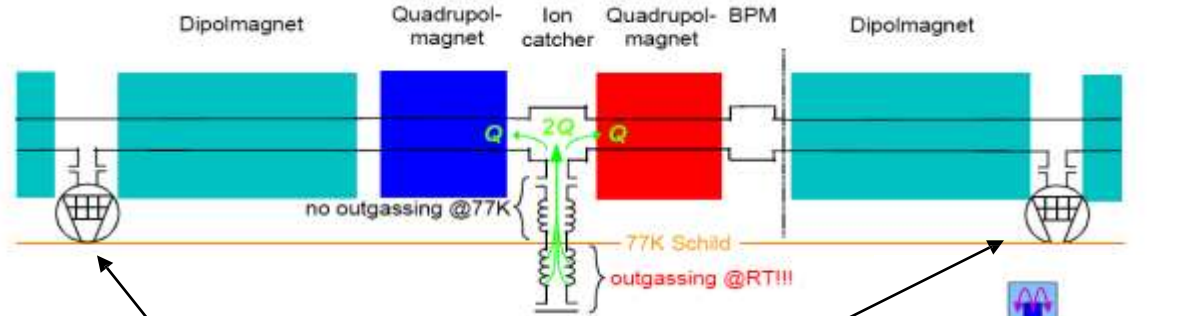 Dipolmagnet
Quadrupol-
magnet
Ion
catcher
Quadrupol-
magnet
BPM
Dipolmagnet
Q
2Q
Q
no outgassing @77K
77K Schild
outgassing @RT!!!